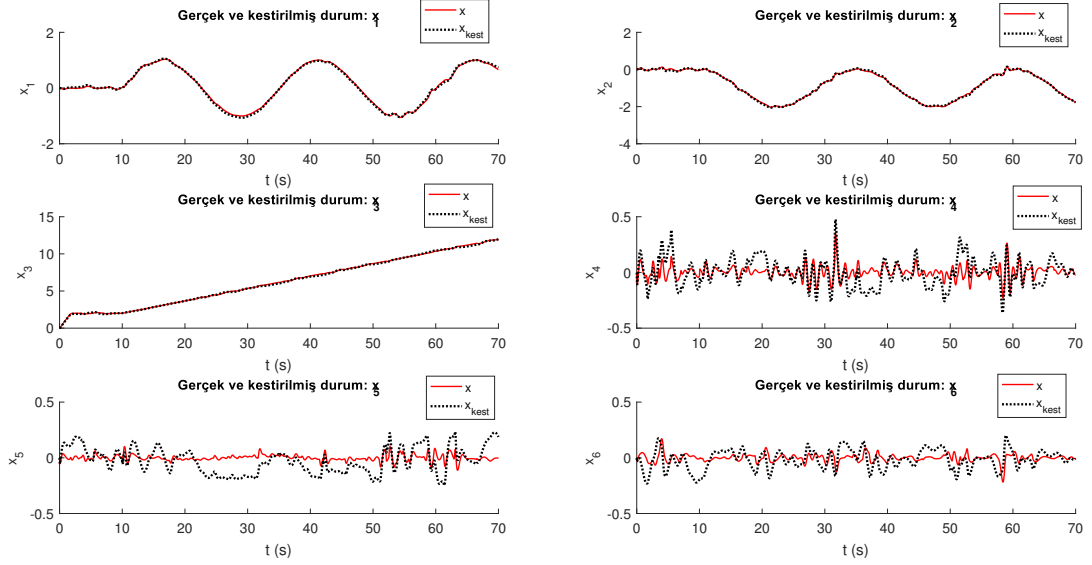 Gerçek ve kestirilmiş durum: x1
x
xkest
2
0
-2
x1
0 10 20 30 40 50 60 70
t (s)
Gerçek ve kestirilmiş durum: x2
x
xkest
2
0
-2
-4
x2
0 10 20 30 40 50 60 70
t (s)
Gerçek ve kestirilmiş durum: x3
x
xkest
15
10
5
0
x3
0 10 20 30 40 50 60 70
t (s)
Gerçek ve kestirilmiş durum: x4
x
xkest
0.5
0
-0.5
x4
0 10 20 30 40 50 60 70
t (s)
Gerçek ve kestirilmiş durum: x5
x
xkest
0.5
0
-0.5
x5
0 10 20 30 40 50 60 70
t (s)
Gerçek ve kestirilmiş durum: x6
x
xkest
0.5
0
-0.5
x6
0 10 20 30 40 50 60 70
t (s)